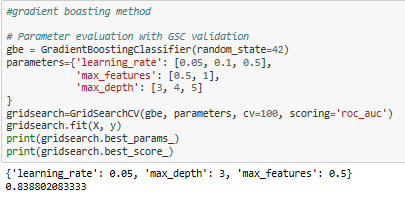 #gradient boasting method
# Parameter evaluation with GSC validation
gbe = GradientBoostingClassifier(random_state=42)
parameters={'learning_rate': [0.05, 0.1, 0.5],
            'max_features': [0.5, 1],
            'max_depth': [3, 4, 5]
}
gridsearch=GridSearchCV(gbe, parameters, cv=100, scoring='roc_auc')
gridsearch.fit(X, y)
print(gridsearch.best_params_)
print(gridsearch.best_score_)
{'learning_rate': 0.05, 'max_depth': 3, 'max_features': 0.5}
0.838802083333